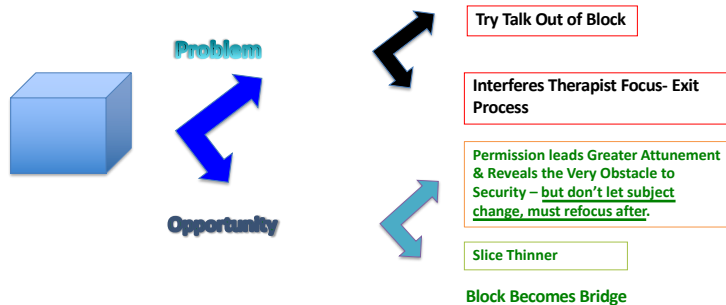 Try Talk Out of Block
Problem
Interferes Therapist Focus- Exit
Process
Permission leads Greater Attunement
& Reveals the Very Obstacle to
Security – but don't let subject
change, must refocus after.
Opportunity
Slice Thinner
Block Becomes Bridge